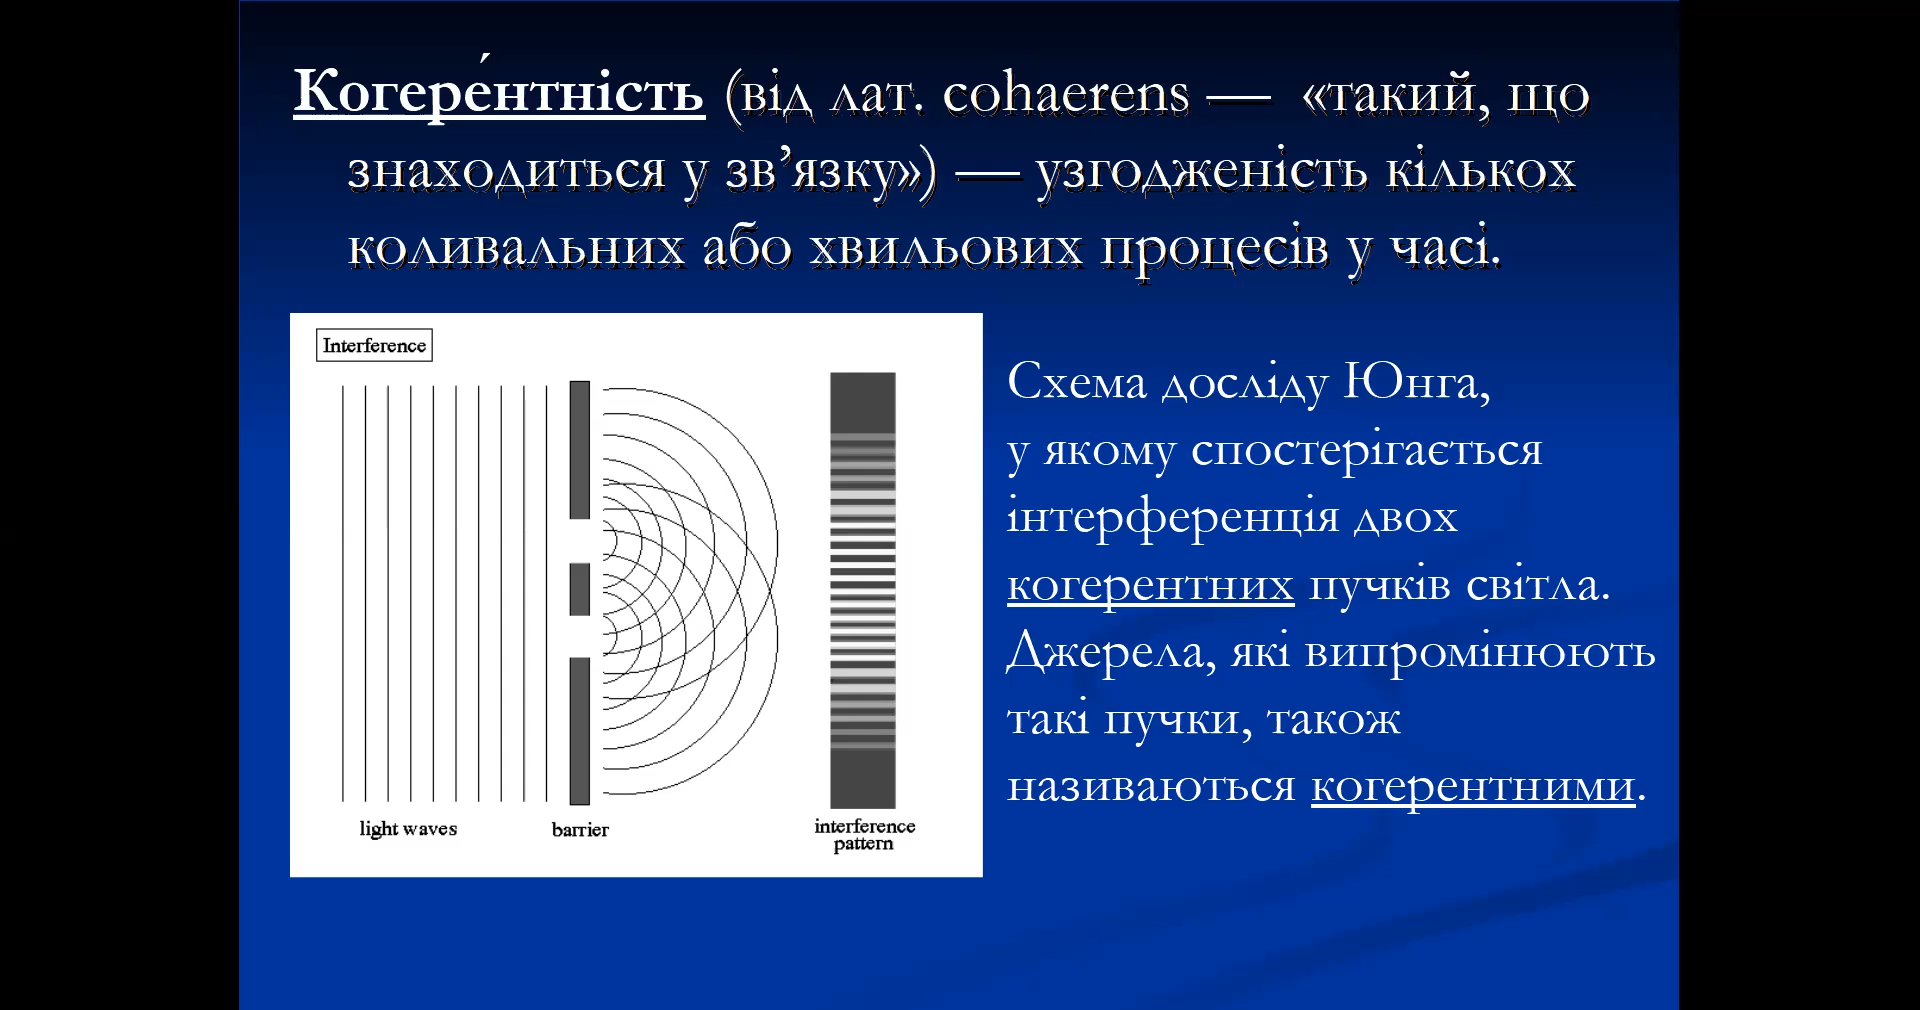 Когере́нтність (від лат. cohaerens — «такий, що
знаходиться у зв’язку») — узгодженість кількох
коливальних або хвильових процесів у часі.
Interference
light waves
barrier
interference
pattern
Схема досліду Юнга,
у якому спостерігається
інтерференція двох
когерентних пучків світла.
Джерела, які випромінюють
такі пучки, також
називаються когерентними.